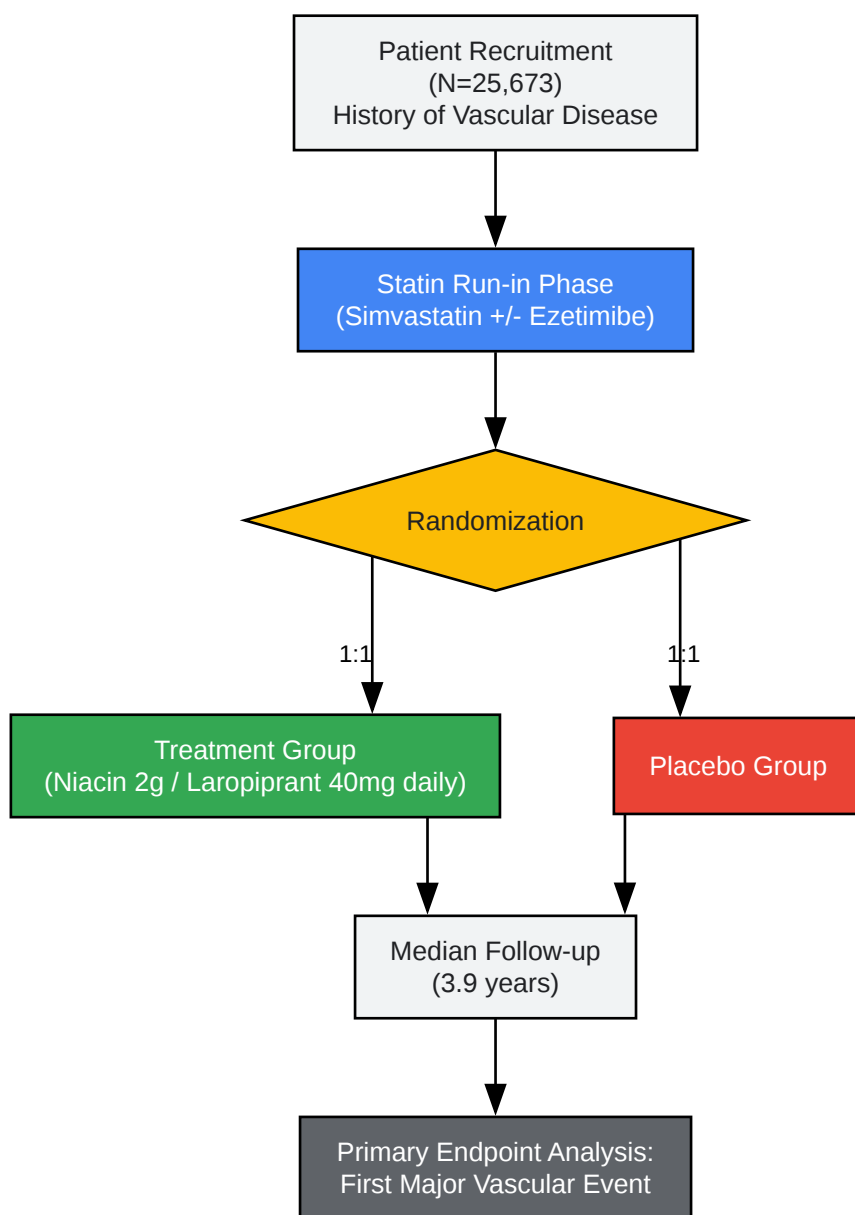 Patient Recruitment
(N=25,673)
History of Vascular Disease
Statin Run-in Phase
(Simvastatin +/- Ezetimibe)
Randomization
1:1
1:1
Treatment Group
(Niacin 2g / Laropiprant 40mg daily)
Placebo Group
Median Follow-up
(3.9 years)
Primary Endpoint Analysis:
First Major Vascular Event